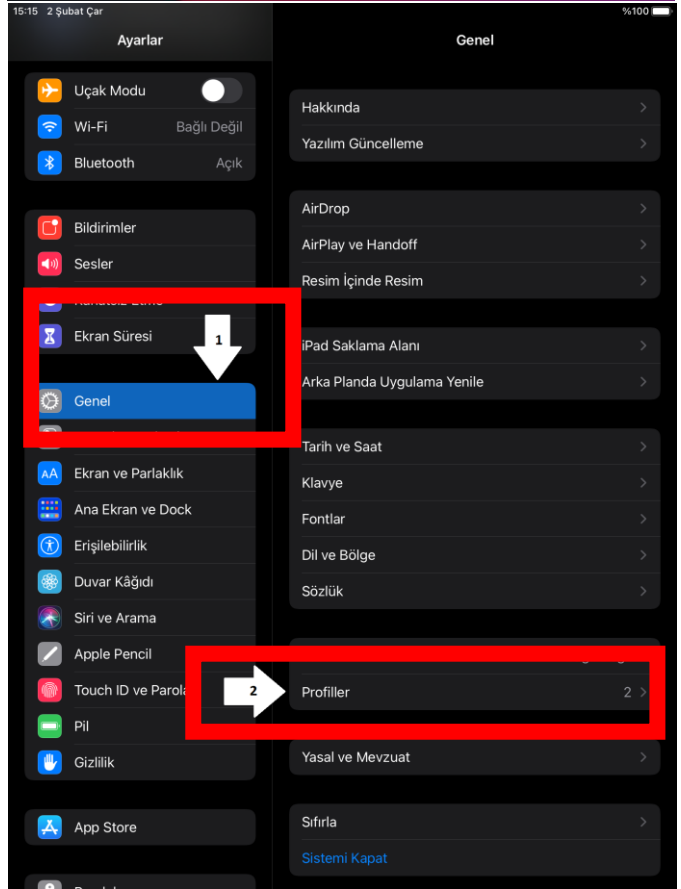 15:15 2 Şubat Çar
%100
Ayarlar
Uçak Modu
Wi-Fi Bağlı Değil
Bluetooth Açık
Bildirimler
Sesler
Ekran Süresi
1
Genel
Ekran ve Parlaklık
Ana Ekran ve Dock
Erişilebilirlik
Duvar Kâğıdı
Siri ve Arama
Apple Pencil
Touch ID ve Parola
Pil
Gizlilik
App Store
Genel
Hakkında
Yazılım Güncelleme
AirDrop
AirPlay ve Handoff
Resim İçinde Resim
iPad Saklama Alanı
Arka Planda Uygulama Yenile
Tarih ve Saat
Klavye
Fontlar
Dil ve Bölge
Sözlük
2
Profiller 2
Yasal ve Mevzuat
Sıfırla
Sistemi Kapat